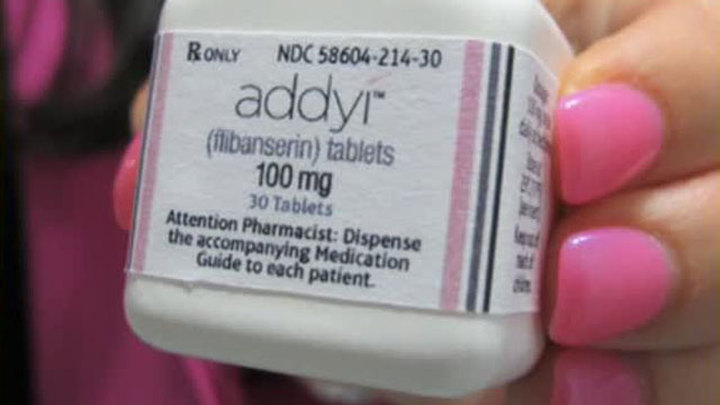 ℞ ONLY NDC 58604-214-30
addyi™
(flibanserin) tablets
100 mg
30 Tablets
Attention Pharmacist: Dispense
the accompanying Medication
Guide to each patient.